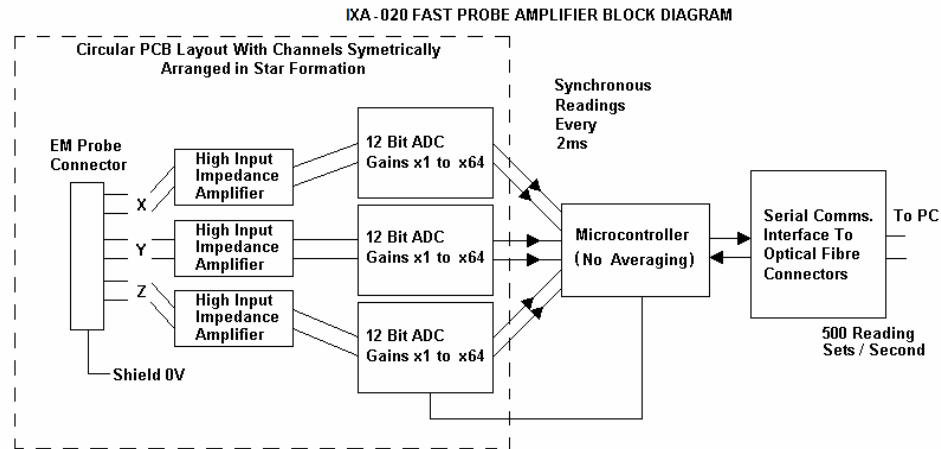 IXA-020 FAST PROBE AMPLIFIER BLOCK DIAGRAM
Circular PCB Layout With Channels Symetrically
Arranged in Star Formation
EM Probe
Connector
X
Y
Z
Shield 0V
High Input
Impedance
Amplifier
High Input
Impedance
Amplifier
High Input
Impedance
Amplifier
12 Bit ADC
Gains x1 to x64
12 Bit ADC
Gains x1 to x64
12 Bit ADC
Gains x1 to x64
Synchronous
Readings
Every
2ms
Microcontroller
(No Averaging)
Serial Comms.
Interface To
Optical Fibre
Connectors
To PC
500 Reading
Sets / Second